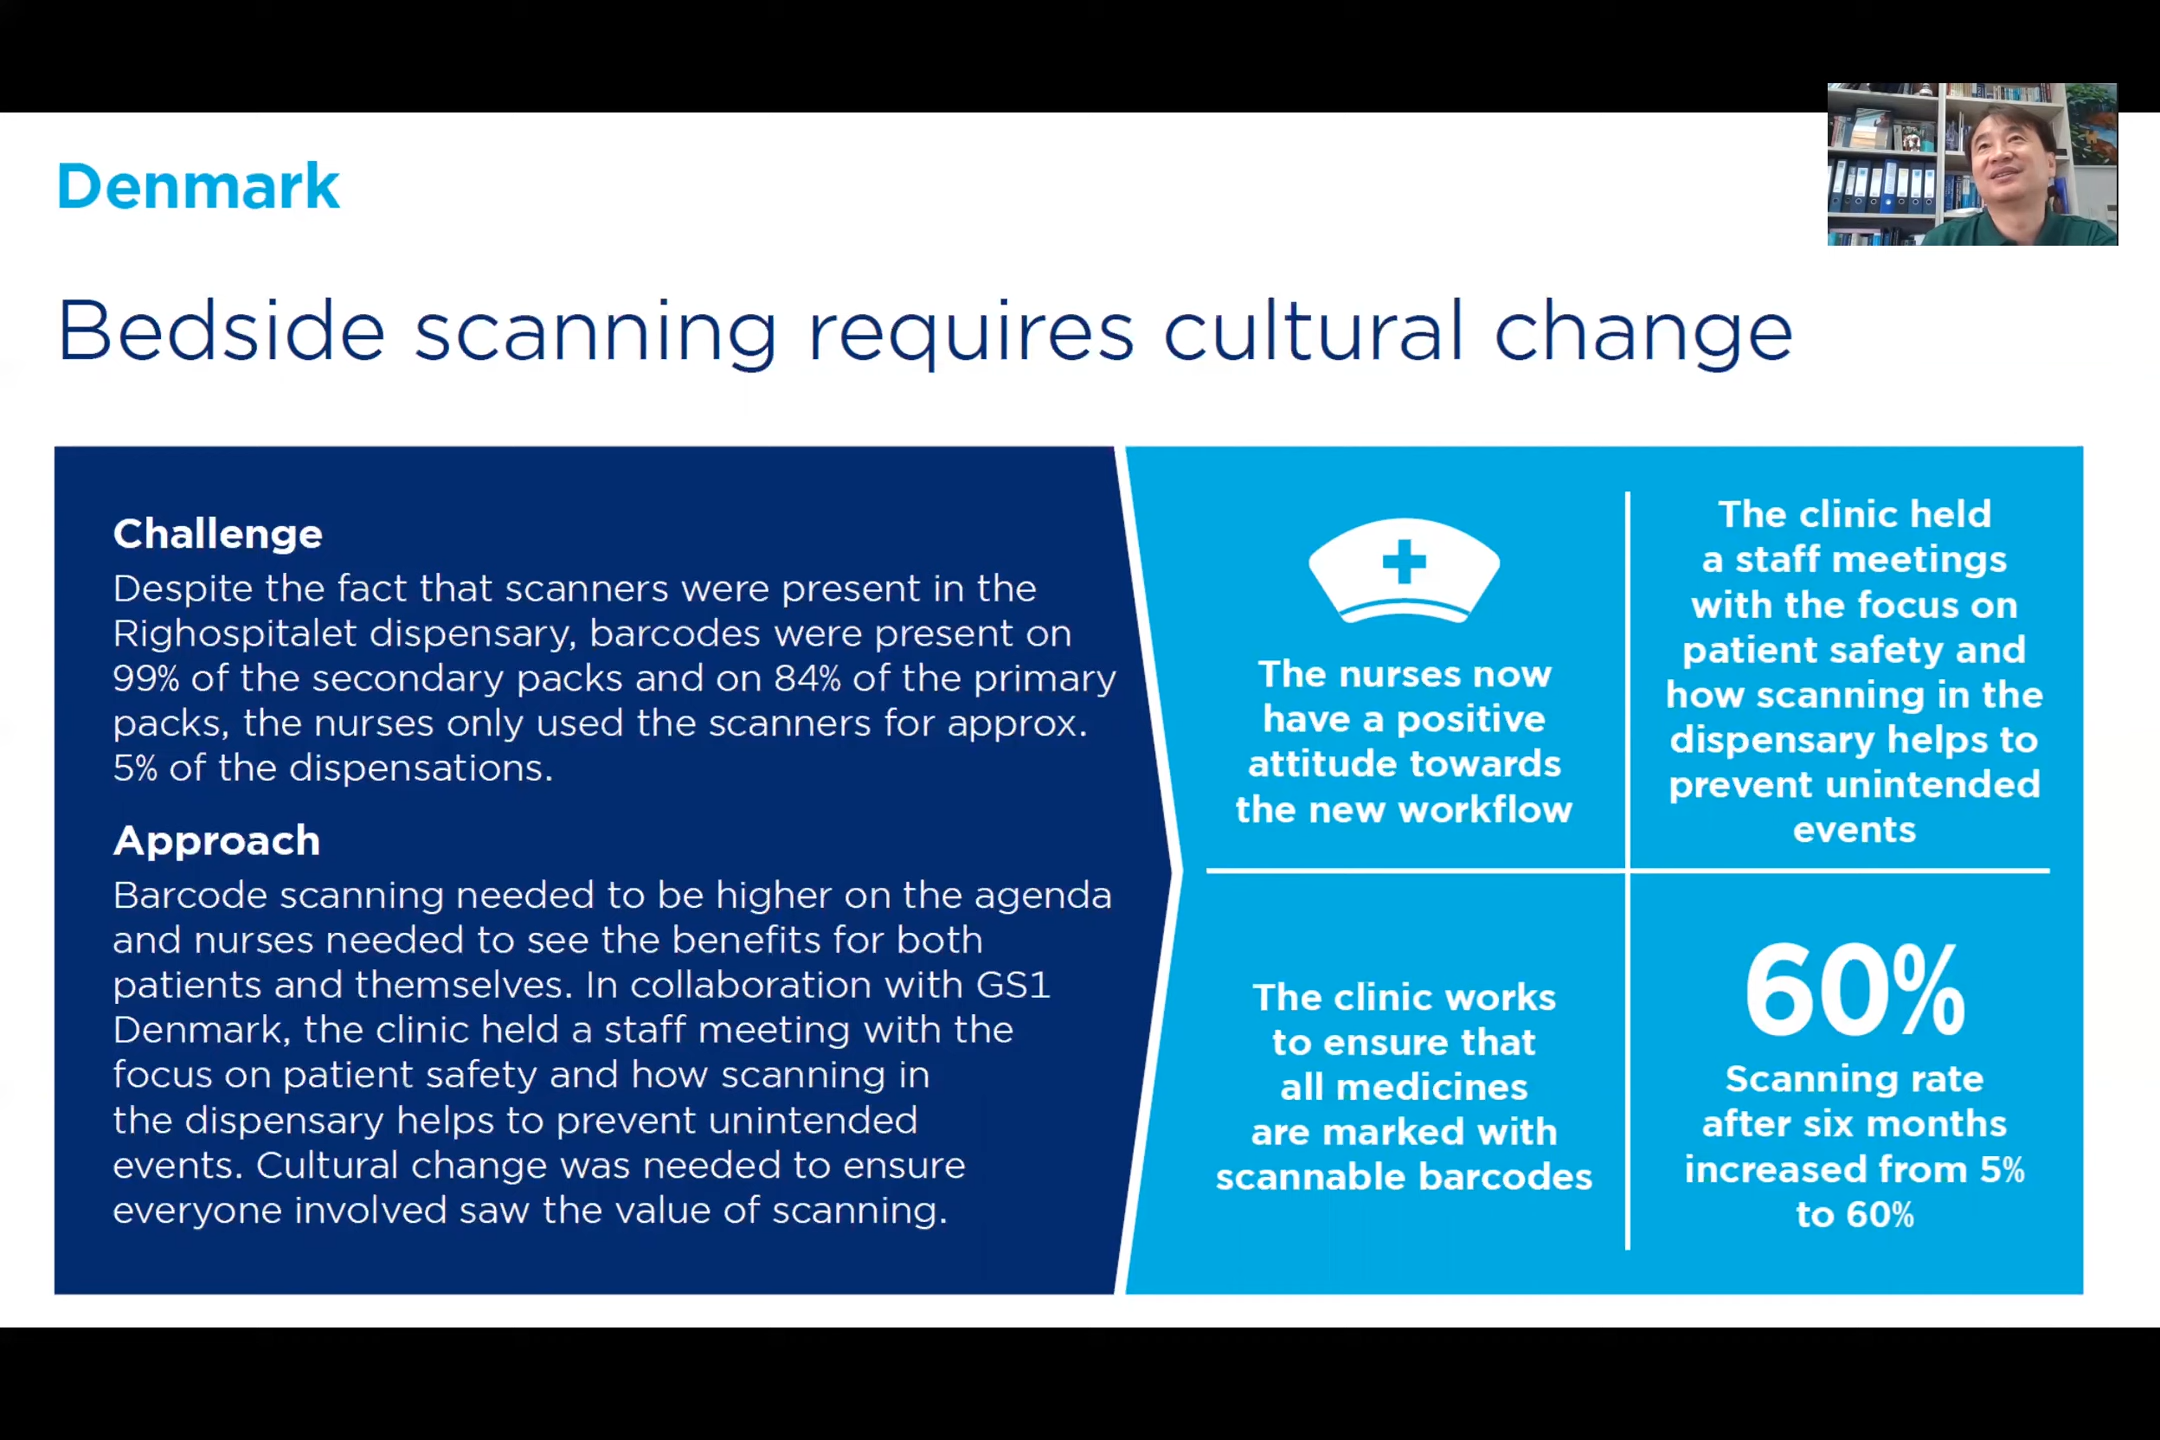 Denmark
Bedside scanning requires cultural change
Challenge
Despite the fact that scanners were present in the
Righospitalet dispensary, barcodes were present on
99% of the secondary packs and on 84% of the primary
packs, the nurses only used the scanners for approx.
5% of the dispensations.
Approach
Barcode scanning needed to be higher on the agenda
and nurses needed to see the benefits for both
patients and themselves. In collaboration with GS1
Denmark, the clinic held a staff meeting with the
focus on patient safety and how scanning in
the dispensary helps to prevent unintended
events. Cultural change was needed to ensure
everyone involved saw the value of scanning.
The nurses now
have a positive
attitude towards
the new workflow
The clinic held
a staff meetings
with the focus on
patient safety and
how scanning in the
dispensary helps to
prevent unintended
events
The clinic works
to ensure that
all medicines
are marked with
scannable barcodes
60%
Scanning rate
after six months
increased from 5%
to 60%